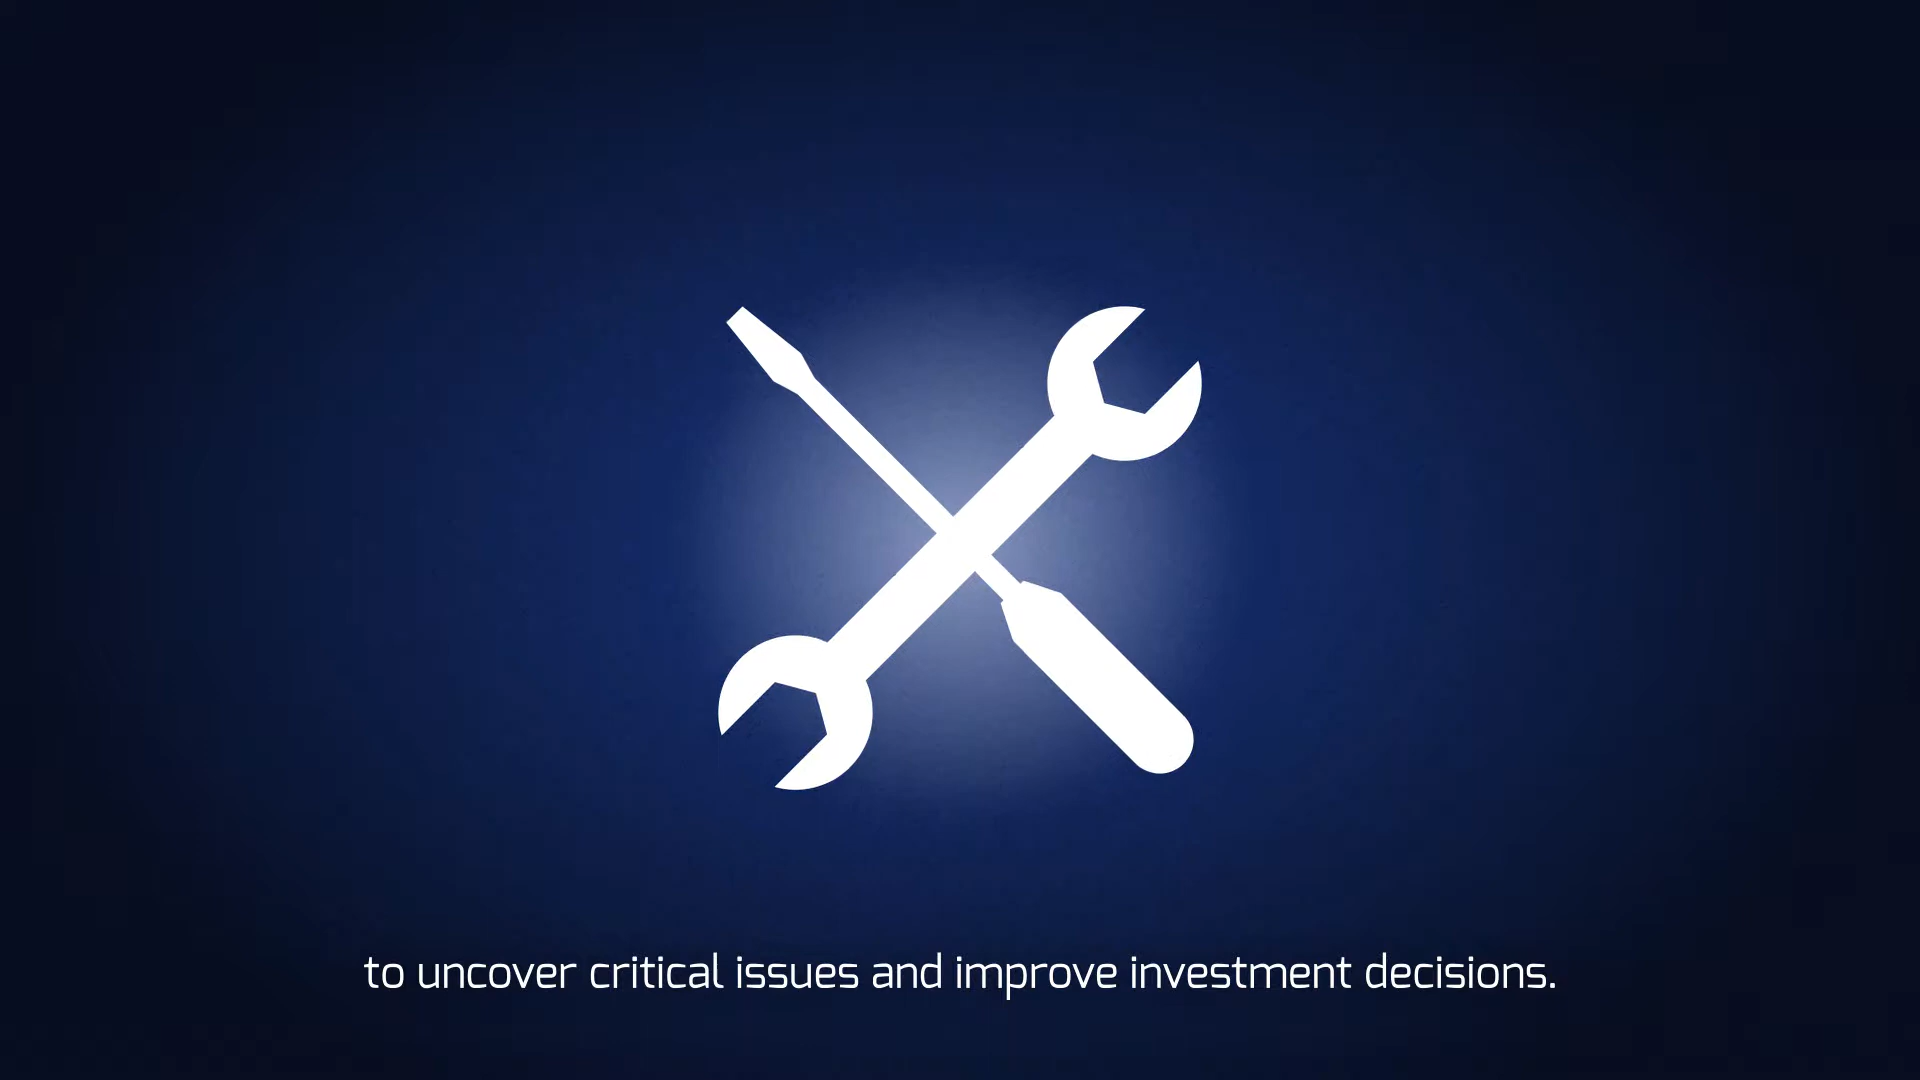 to uncover critical issues and improve investment decisions.